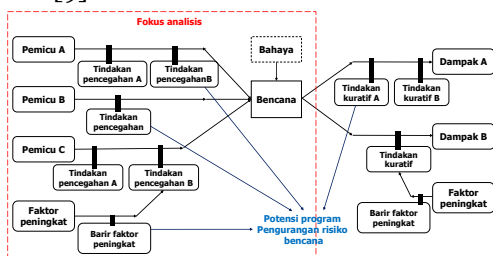 [9]
Fokus analisis
Pemicu A
Tindakan
pencegahan A
Tindakan
pencegahanB
Bahaya
Bencana
Tindakan
kuratif A
Tindakan
kuratif B
Dampak A
Pemicu B
Tindakan
pencegahan
Pemicu C
Tindakan
pencegahan A
Tindakan
pencegahan B
Dampak B
Tindakan
kuratif
Faktor
peningkat
Barir faktor
peningkat
Potensi program
Pengurangan risiko
bencana
Barir faktor
peningkat
Faktor
peningkat